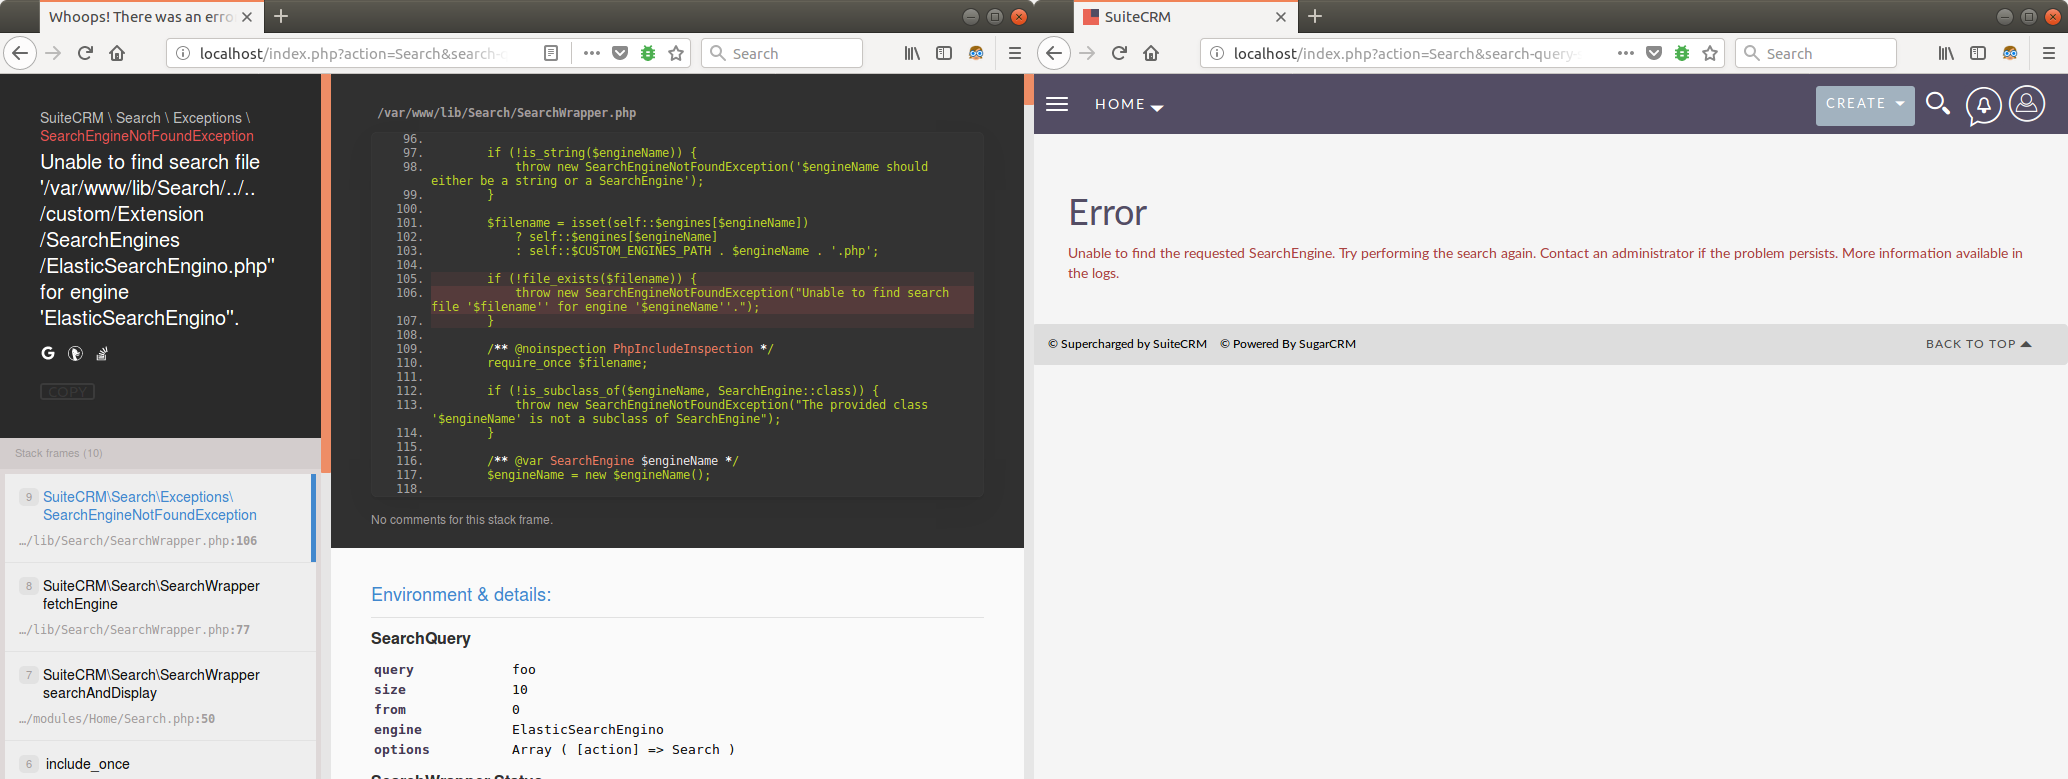 Whoops! There was an erro
localhost/index.php?action=Search&search-
Search
SuiteCRM \ Search \ Exceptions \
SearchEngineNotFoundException
Unable to find search file
'/var/www/lib/Search/../..
/custom/Extension
/SearchEngines
/ElasticSearchEngino.php''
for engine
'ElasticSearchEngino''.
COPY
Stack frames (10)
9 SuiteCRM\Search\Exceptions\
SearchEngineNotFoundException
…/lib/Search/SearchWrapper.php:106
8 SuiteCRM\Search\SearchWrapper
fetchEngine
…/lib/Search/SearchWrapper.php:77
7 SuiteCRM\Search\SearchWrapper
searchAndDisplay
…/modules/Home/Search.php:50
6 include_once
/var/www/lib/Search/SearchWrapper.php
96.
97. if (!is_string($engineName)) {
98. throw new SearchEngineNotFoundException('$engineName should
either be a string or a SearchEngine');
99. }
100.
101. $filename = isset(self::$engines[$engineName])
102. ? self::$engines[$engineName]
103. : self::$CUSTOM_ENGINES_PATH . $engineName . '.php';
104.
105. if (!file_exists($filename)) {
106. throw new SearchEngineNotFoundException("Unable to find search
file '$filename'' for engine '$engineName''.");
107. }
108.
109. /** @noinspection PhpIncludeInspection */
110. require_once $filename;
111.
112. if (!is_subclass_of($engineName, SearchEngine::class)) {
113. throw new SearchEngineNotFoundException("The provided class
'$engineName' is not a subclass of SearchEngine");
114. }
115.
116. /** @var SearchEngine $engineName */
117. $engineName = new $engineName();
118.
No comments for this stack frame.
Environment & details:
SearchQuery
query foo
size 10
from 0
engine ElasticSearchEngino
options Array ( [action] => Search )
SearchWrapper Status
SuiteCRM
localhost/index.php?action=Search&search-query
Search
HOME
CREATE
Error
Unable to find the requested SearchEngine. Try performing the search again. Contact an administrator if the problem persists. More information available in
the logs.
© Supercharged by SuiteCRM © Powered By SugarCRM
BACK TO TOP